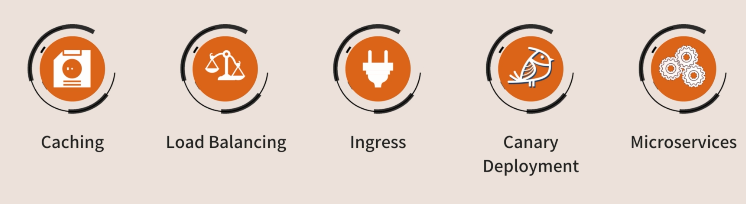 Caching
Load Balancing
Ingress
Canary
Deployment
Microservices